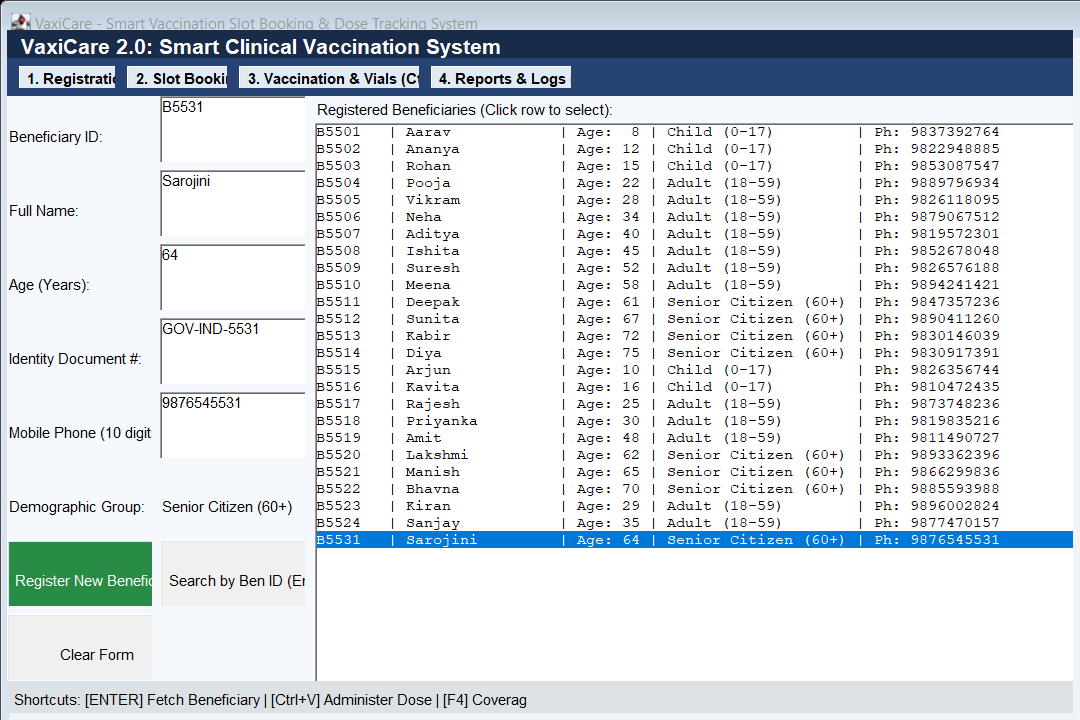 VaxiCare - Smart Vaccination Slot Booking & Dose Tracking System
VaxiCare 2.0: Smart Clinical Vaccination System
1. Registratio 2. Slot Bookin 3. Vaccination & Vials (Ct 4. Reports & Logs
Beneficiary ID: B5531
Full Name: Sarojini
Age (Years): 64
Identity Document #: GOV-IND-5531
Mobile Phone (10 digit 9876545531
Demographic Group: Senior Citizen (60+)
Register New Benefic Search by Ben ID (En
Clear Form
Registered Beneficiaries (Click row to select):
B5501 | Aarav | Age: 8 | Child (0-17) | Ph: 9837392764
B5502 | Ananya | Age: 12 | Child (0-17) | Ph: 9822948885
B5503 | Rohan | Age: 15 | Child (0-17) | Ph: 9853087547
B5504 | Pooja | Age: 22 | Adult (18-59) | Ph: 9889796934
B5505 | Vikram | Age: 28 | Adult (18-59) | Ph: 9826118095
B5506 | Neha | Age: 34 | Adult (18-59) | Ph: 9879067512
B5507 | Aditya | Age: 40 | Adult (18-59) | Ph: 9819572301
B5508 | Ishita | Age: 45 | Adult (18-59) | Ph: 9852678048
B5509 | Suresh | Age: 52 | Adult (18-59) | Ph: 9826576188
B5510 | Meena | Age: 58 | Adult (18-59) | Ph: 9894241421
B5511 | Deepak | Age: 61 | Senior Citizen (60+) | Ph: 9847357236
B5512 | Sunita | Age: 67 | Senior Citizen (60+) | Ph: 9890411260
B5513 | Kabir | Age: 72 | Senior Citizen (60+) | Ph: 9830146039
B5514 | Diya | Age: 75 | Senior Citizen (60+) | Ph: 9830917391
B5515 | Arjun | Age: 10 | Child (0-17) | Ph: 9826356744
B5516 | Kavita | Age: 16 | Child (0-17) | Ph: 9810472435
B5517 | Rajesh | Age: 25 | Adult (18-59) | Ph: 9873748236
B5518 | Priyanka | Age: 30 | Adult (18-59) | Ph: 9819835216
B5519 | Amit | Age: 48 | Adult (18-59) | Ph: 9811490727
B5520 | Lakshmi | Age: 62 | Senior Citizen (60+) | Ph: 9893362396
B5521 | Manish | Age: 65 | Senior Citizen (60+) | Ph: 9866299836
B5522 | Bhavna | Age: 70 | Senior Citizen (60+) | Ph: 9885593988
B5523 | Kiran | Age: 29 | Adult (18-59) | Ph: 9896002824
B5524 | Sanjay | Age: 35 | Adult (18-59) | Ph: 9877470157
B5531 | Sarojini | Age: 64 | Senior Citizen (60+) | Ph: 9876545531
Shortcuts: [ENTER] Fetch Beneficiary | [Ctrl+V] Administer Dose | [F4] Coverag